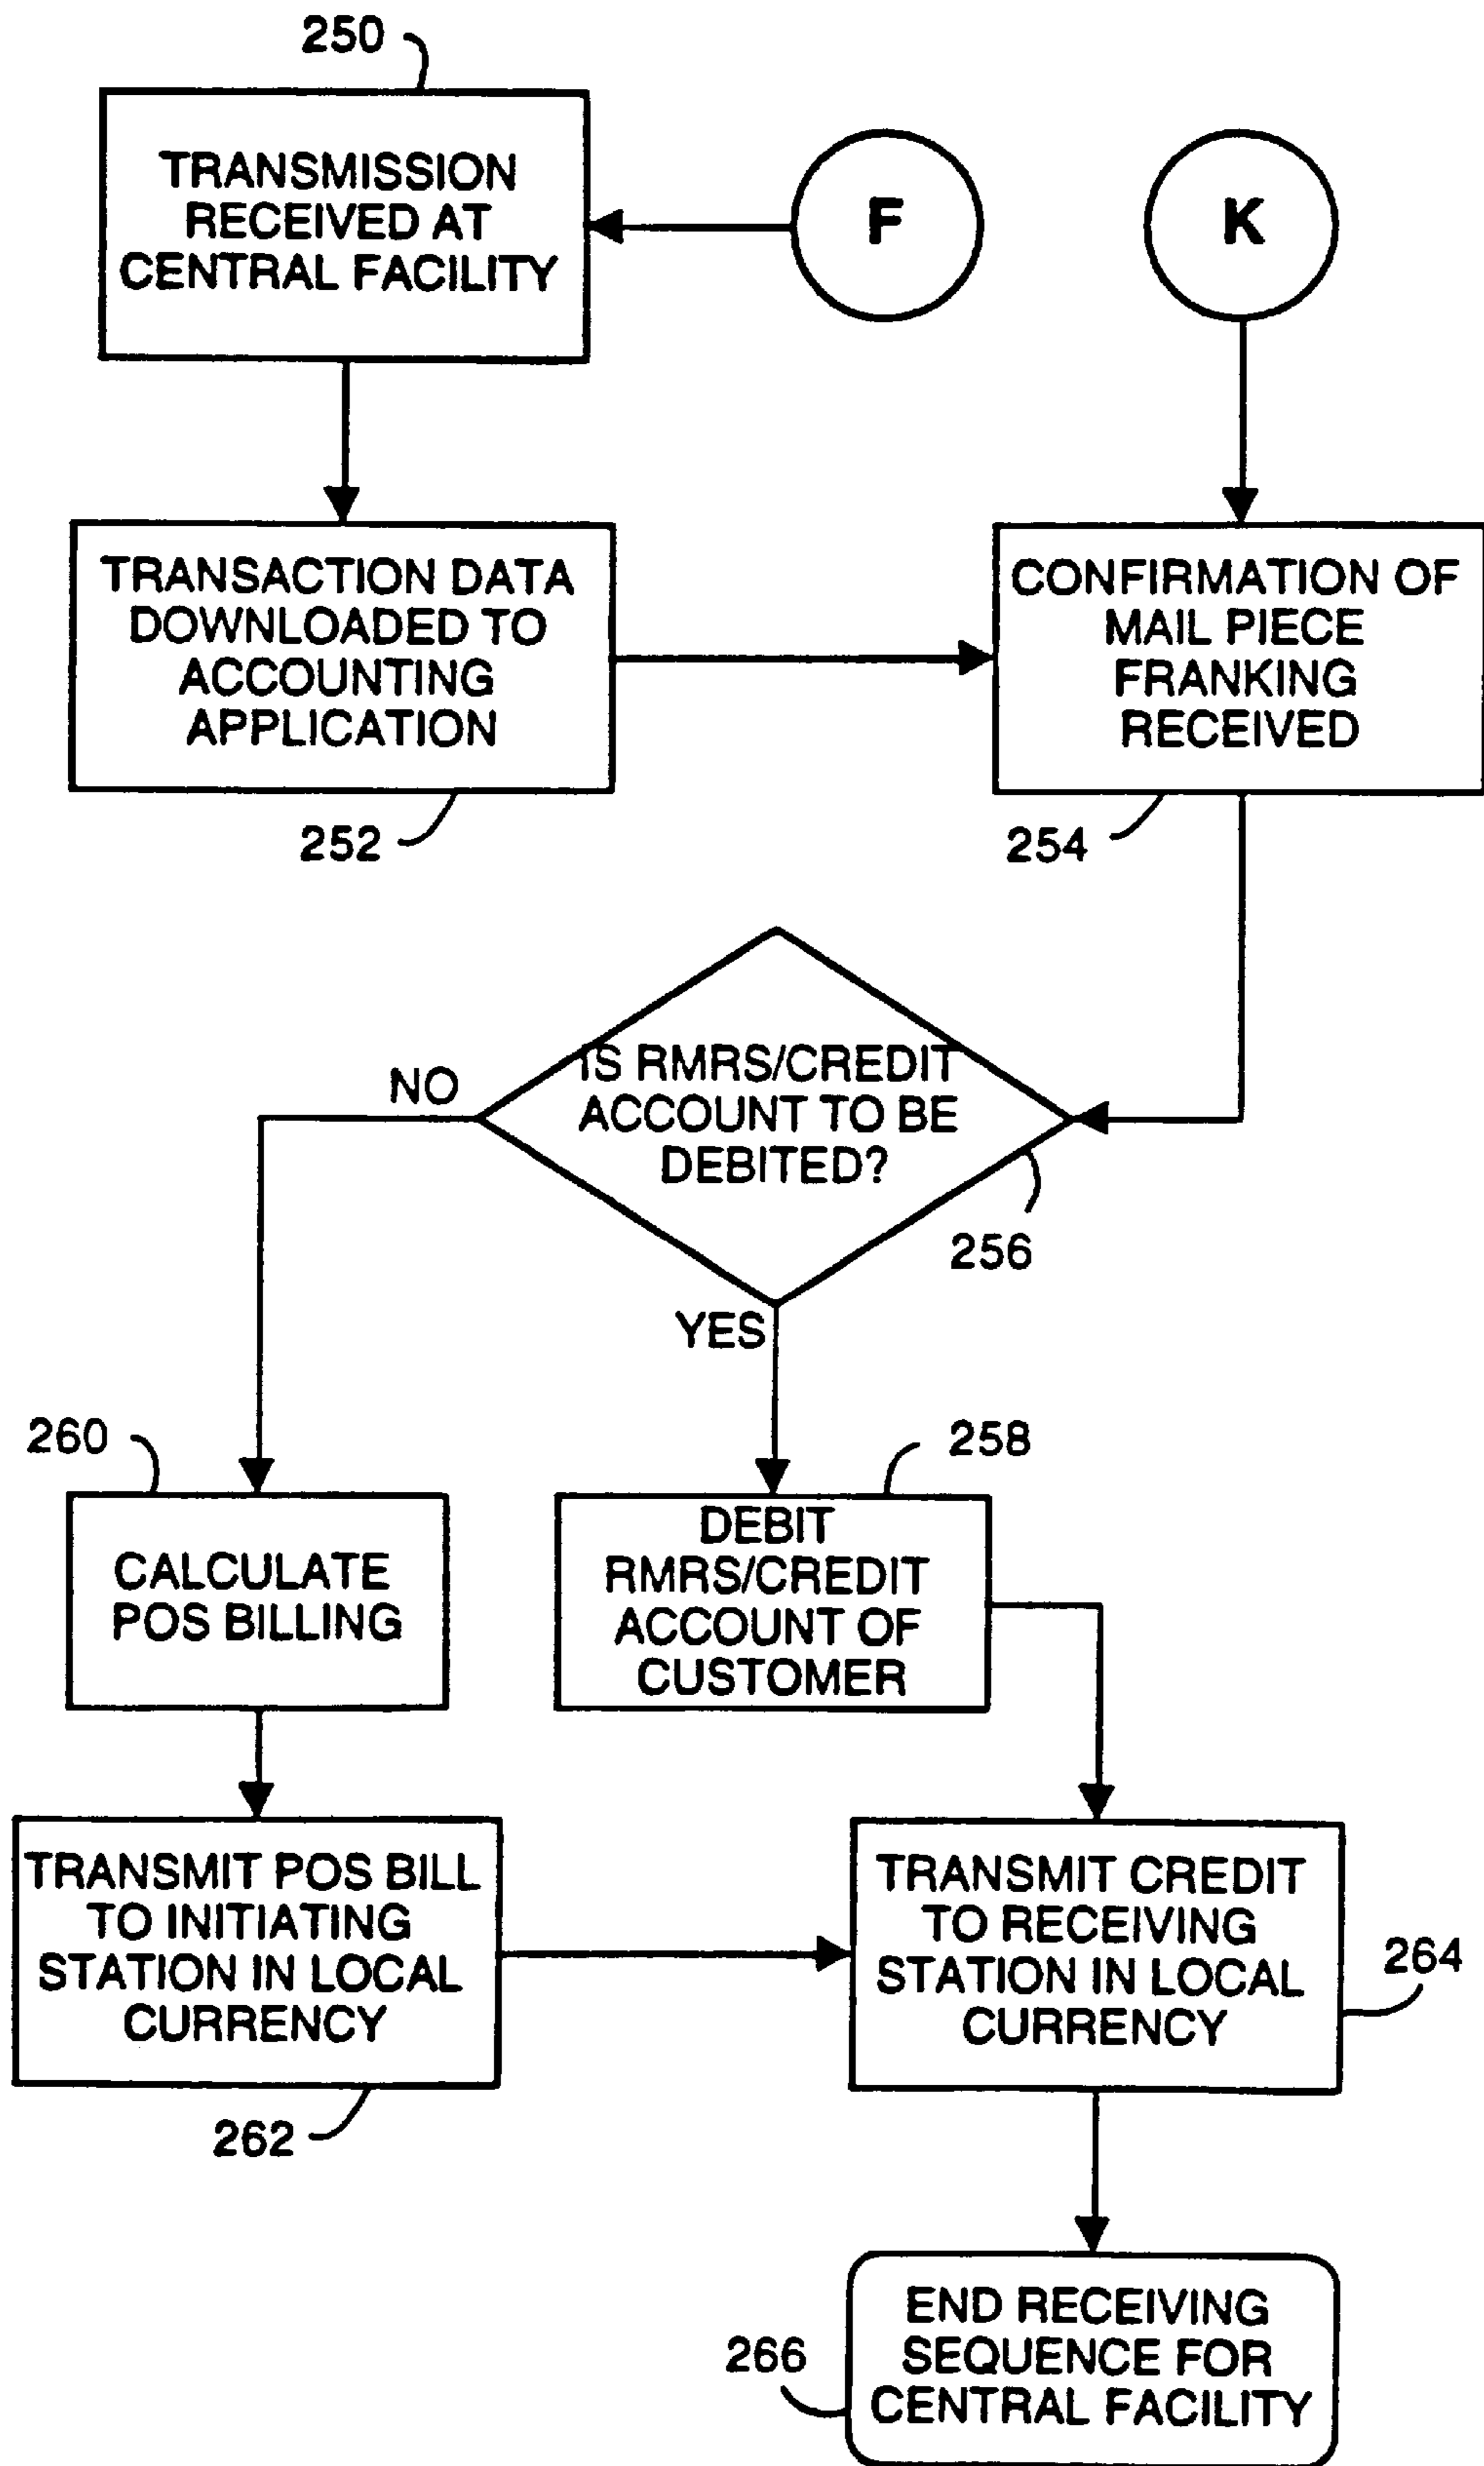 250
TRANSMISSION
RECEIVED AT
CENTRAL FACILITY
F
K
TRANSACTION DATA
DOWNLOADED TO
ACCOUNTING
APPLICATION
252
CONFIRMATION OF
MAIL PIECE
FRANKING
RECEIVED
254
IS RMRS/CREDIT
ACCOUNT TO BE
DEBITED?
256
NO
YES
260
CALCULATE
POS BILLING
258
DEBIT
RMRS/CREDIT
ACCOUNT OF
CUSTOMER
TRANSMIT POS BILL
TO INITIATING
STATION IN LOCAL
CURRENCY
262
TRANSMIT CREDIT
TO RECEIVING
STATION IN LOCAL
CURRENCY
264
266
END RECEIVING
SEQUENCE FOR
CENTRAL FACILITY